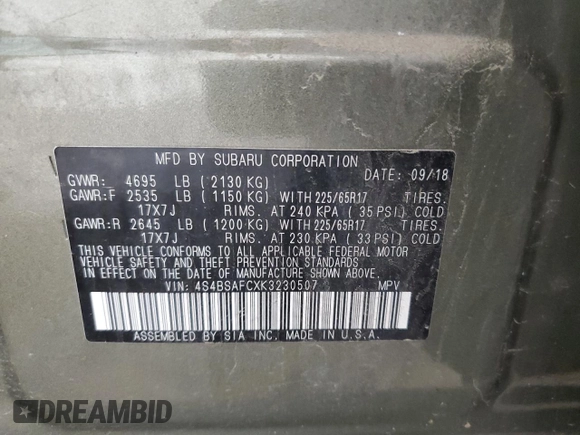 MFD BY SUBARU CORPORATION DATE: 09/18
GVWR: 4695 LB ( 2130 KG)
GAWR:F 2535 LB ( 1150 KG) WITH 225/65R17 TIRES.
17X7J RIMS. AT 240 KPA ( 35 PSI) COLD
GAWR:R 2645 LB ( 1200 KG) WITH 225/65R17 TIRES.
17X7J RIMS. AT 230 KPA ( 33 PSI) COLD
THIS VEHICLE CONFORMS TO ALL APPLICABLE FEDERAL MOTOR
VEHICLE SAFETY AND THEFT PREVENTION STANDARDS
IN EFFECT ON THE DATE OF MANUFACTURE SHOWN ABOVE.
VIN: 4S4BSAFCXK3230507 MPV
ASSEMBLED BY SIA INC. MADE IN U.S.A.
DREAMBID